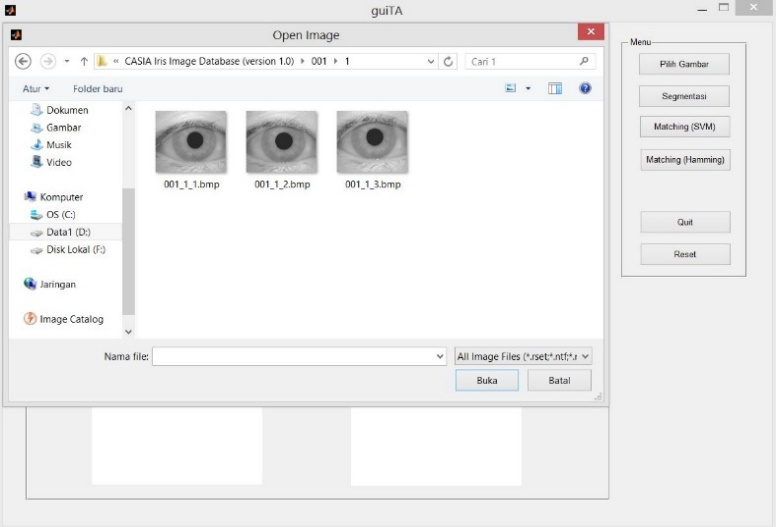 guiTA
Open Image
« CASIA Iris Image Database (version 1.0) 001 1
Cari 1
Atur Folder baru
Dokumen
Gambar
Musik
Video
Komputer
OS (C:)
Data1 (D:)
Disk Lokal (F:)
Jaringan
Image Catalog
001_1_1.bmp 001_1_2.bmp 001_1_3.bmp
Nama file:
All Image Files (*.rset;*.ntf;*.r
Buka Batal
Menu
Pilih Gambar
Segmentasi
Matching (SVM)
Matching (Hamming)
Quit
Reset